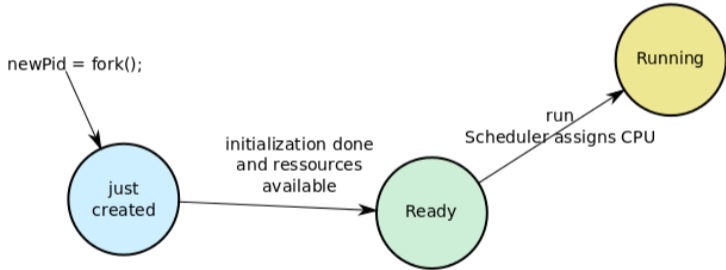 newPid = fork();
just
created
initialization done
and ressources
available
Ready
run
Scheduler assigns CPU
Running